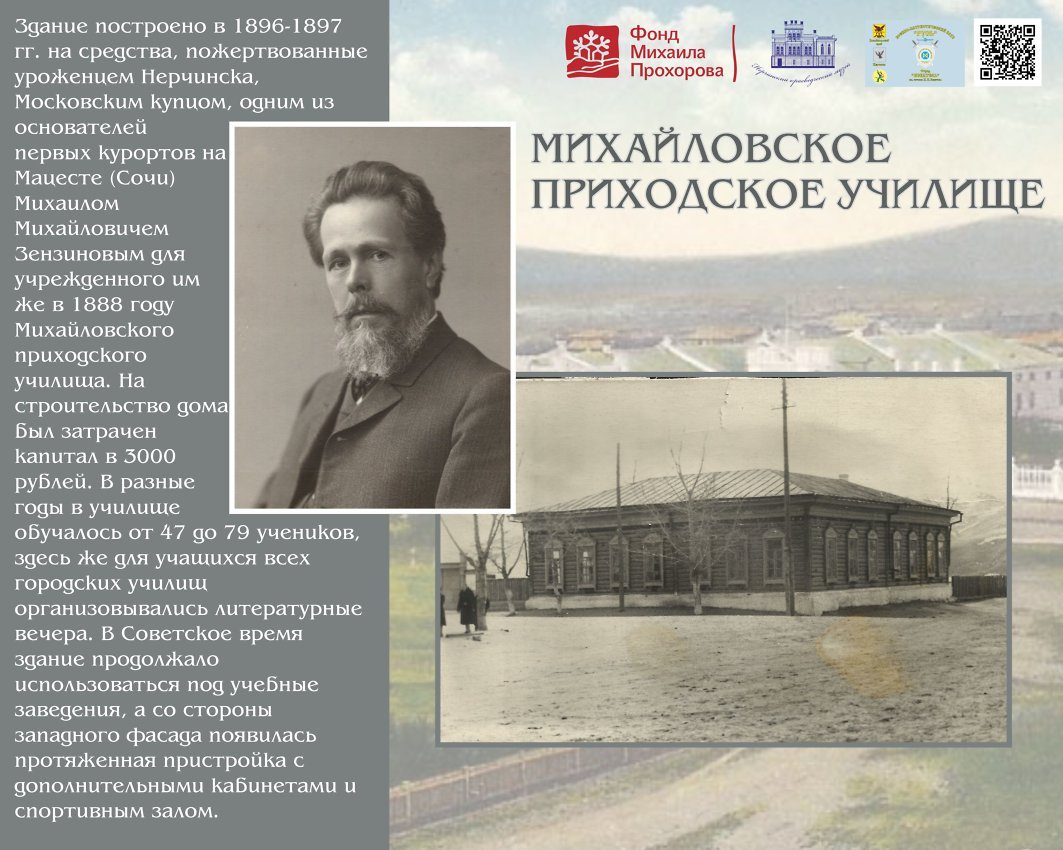 Здание построено в 1896-1897
гг. на средства, пожертвованные
урожением Нерчинска,
Московским купцом, одним из
основателей
первых курортов на
Мацесте (Сочи)
Михаилом
Михайловичем
Зензиновым для
учрежденного им
же в 1888 году
Михайловского
приходского
училища. На
строительство дома
был затрачен
капитал в 3000
рублей. В разные
годы в училище
обучалось от 47 до 79 учеников,
здесь же для учащихся всех
городских училищ
организовывались литературные
вечера. В Советское время
здание продолжало
использоваться под учебные
заведения, а со стороны
западного фасада появилась
протяженная пристройка с
дополнительными кабинетами и
спортивным залом.
Фонд
Михаила
Прохорова
МИХАЙЛОВСКОЕ
ПРИХОДСКОЕ УЧИЛИЩЕ